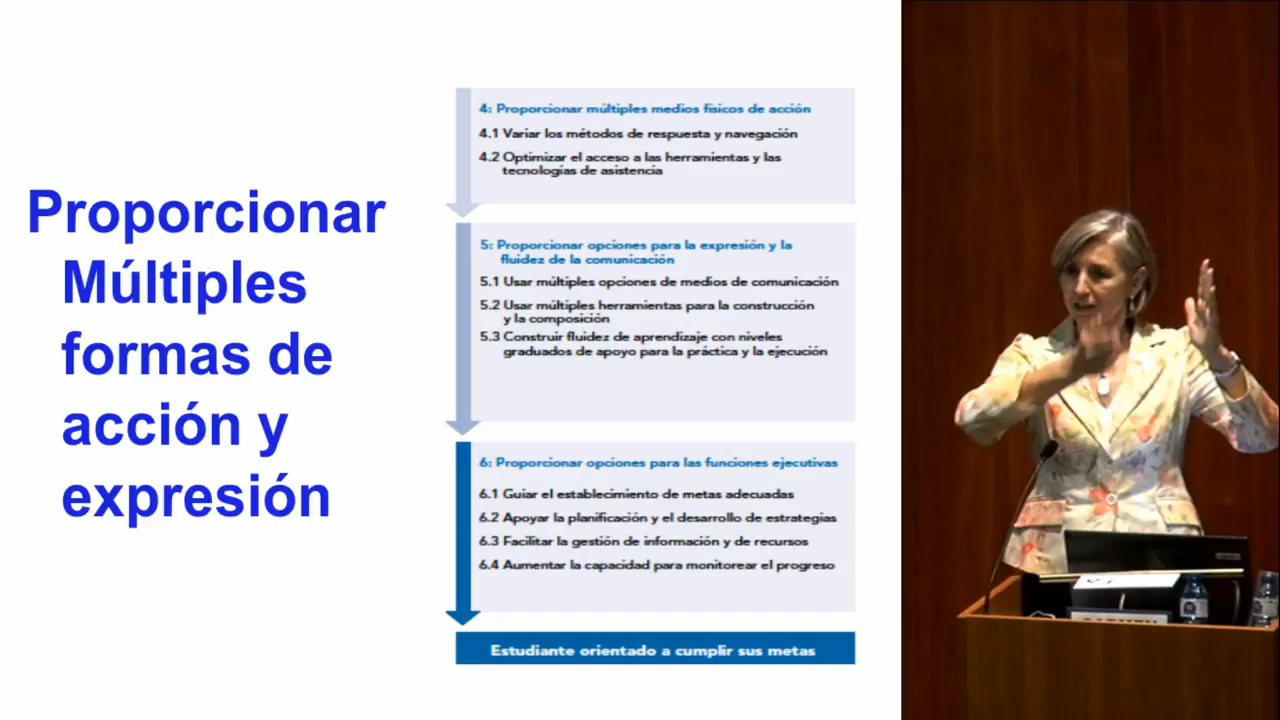 Proporcionar
Múltiples
formas de
acción y
expresión
4: Proporcionar múltiples medios físicos de acción
4.1 Variar los métodos de respuesta y navegación
4.2 Optimizar el acceso a las herramientas y las
tecnologías de asistencia
5: Proporcionar opciones para la expresión y la
fluidez de la comunicación
5.1 Usar múltiples opciones de medios de comunicación
5.2 Usar múltiples herramientas para la construcción
y la composición
5.3 Construir fluidez de aprendizaje con niveles
graduados de apoyo para la práctica y la ejecución
6: Proporcionar opciones para las funciones ejecutivas
6.1 Guiar el establecimiento de metas adecuadas
6.2 Apoyar la planificación y el desarrollo de estrategias
6.3 Facilitar la gestión de información y de recursos
6.4 Aumentar la capacidad para monitorear el progreso
Estudiante orientado a cumplir sus metas